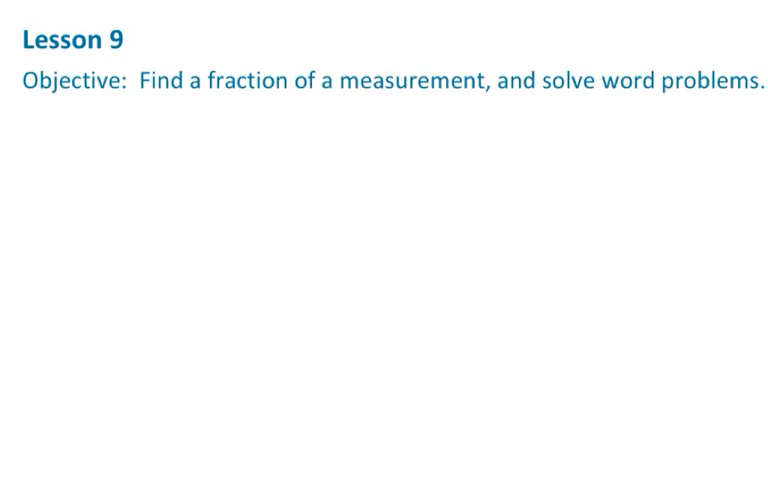 Lesson 9
Objective:  Find a fraction of a measurement, and solve word problems.